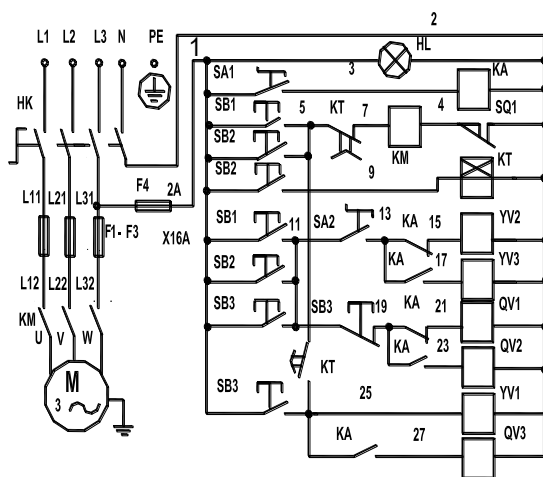 2
L1 L2 L3 N PE 1
HL
3
SA1 KA
HK
SB1 5 KT 7 4 SQ1
SB2
KM
SB2 9 KT
L11 L21 L31 F4 2A
F1- F3 X16A
SB1 11 SA2 13 KA 15 YV2
SB2 KA 17 YV3
L12 L22 L32
SB3 SB3 19 KA 21 QV1
KM
U V W
KA 23 QV2
M
3
KT
SB3 25 YV1
KA 27 QV3